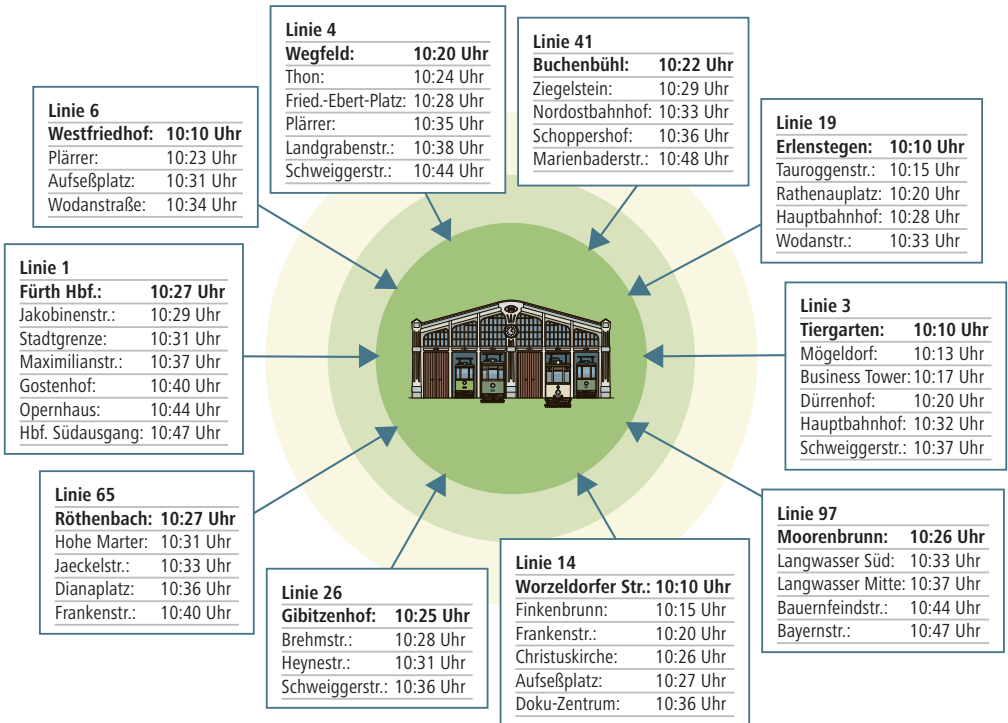 Linie 4
Wegfeld: 10:20 Uhr
Thon: 10:24 Uhr
Fried.-Ebert-Platz: 10:28 Uhr
Plärrer: 10:35 Uhr
Landgrabenstr.: 10:38 Uhr
Schweiggerstr.: 10:44 Uhr
Linie 41
Buchenbühl: 10:22 Uhr
Ziegelstein: 10:29 Uhr
Nordostbahnhof: 10:33 Uhr
Schoppershof: 10:36 Uhr
Marienbaderstr.: 10:48 Uhr
Linie 6
Westfriedhof: 10:10 Uhr
Plärrer: 10:23 Uhr
Aufseßplatz: 10:31 Uhr
Wodanstraße: 10:34 Uhr
Linie 19
Erlenstegen: 10:10 Uhr
Tauroggenstr.: 10:15 Uhr
Rathenauplatz: 10:20 Uhr
Hauptbahnhof: 10:28 Uhr
Wodanstr.: 10:33 Uhr
Linie 1
Fürth Hbf.: 10:27 Uhr
Jakobinenstr.: 10:29 Uhr
Stadtgrenze: 10:31 Uhr
Maximilianstr.: 10:37 Uhr
Gostenhof: 10:40 Uhr
Opernhaus: 10:44 Uhr
Hbf. Südausgang: 10:47 Uhr
Linie 3
Tiergarten: 10:10 Uhr
Mögeldorf: 10:13 Uhr
Business Tower: 10:17 Uhr
Dürrenhof: 10:20 Uhr
Hauptbahnhof: 10:32 Uhr
Schweiggerstr.: 10:37 Uhr
Linie 65
Röthenbach: 10:27 Uhr
Hohe Marter: 10:31 Uhr
Jaeckelstr.: 10:33 Uhr
Dianaplatz: 10:36 Uhr
Frankenstr.: 10:40 Uhr
Linie 26
Gibitzenhof: 10:25 Uhr
Brehmstr.: 10:28 Uhr
Heynestr.: 10:31 Uhr
Schweiggerstr.: 10:36 Uhr
Linie 14
Worzeldorfer Str.: 10:10 Uhr
Finkenbrunn: 10:15 Uhr
Frankenstr.: 10:20 Uhr
Christuskirche: 10:26 Uhr
Aufseßplatz: 10:27 Uhr
Doku-Zentrum: 10:36 Uhr
Linie 97
Moorenbrunn: 10:26 Uhr
Langwasser Süd: 10:33 Uhr
Langwasser Mitte: 10:37 Uhr
Bauernfeindstr.: 10:44 Uhr
Bayernstr.: 10:47 Uhr